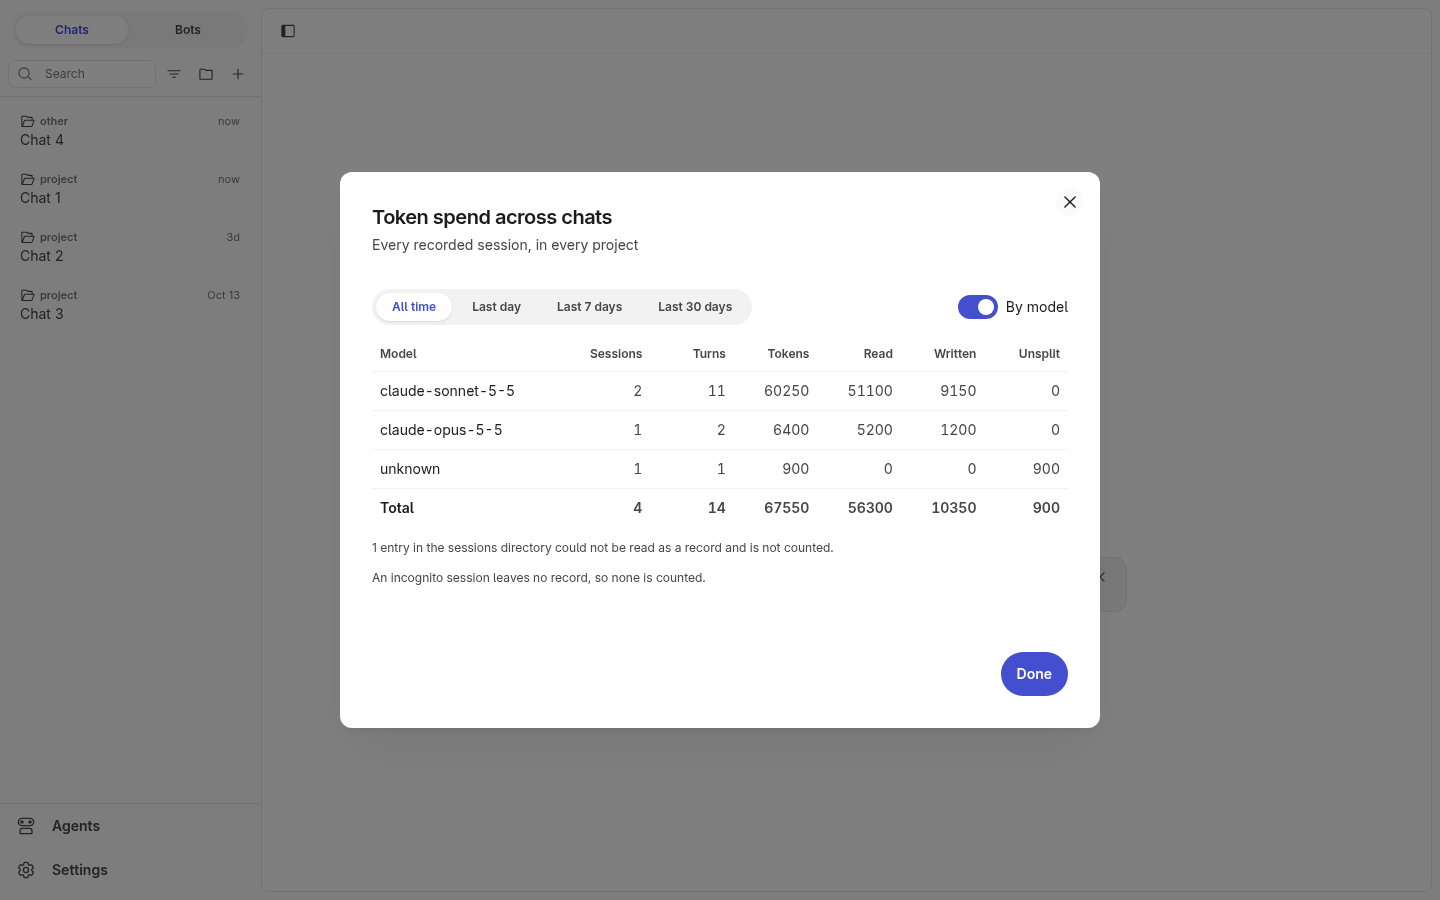 Chats Bots
Search
other now
Chat 4
project now
Chat 1
project 3d
Chat 2
project Oct 13
Chat 3
Agents
Settings
Token spend across chats
Every recorded session, in every project
All time Last day Last 7 days Last 30 days By model
Model Sessions Turns Tokens Read Written Unsplit
claude-sonnet-5-5 2 11 60250 51100 9150 0
claude-opus-5-5 1 2 6400 5200 1200 0
unknown 1 1 900 0 0 900
Total 4 14 67550 56300 10350 900
1 entry in the sessions directory could not be read as a record and is not counted.
An incognito session leaves no record, so none is counted.
Done